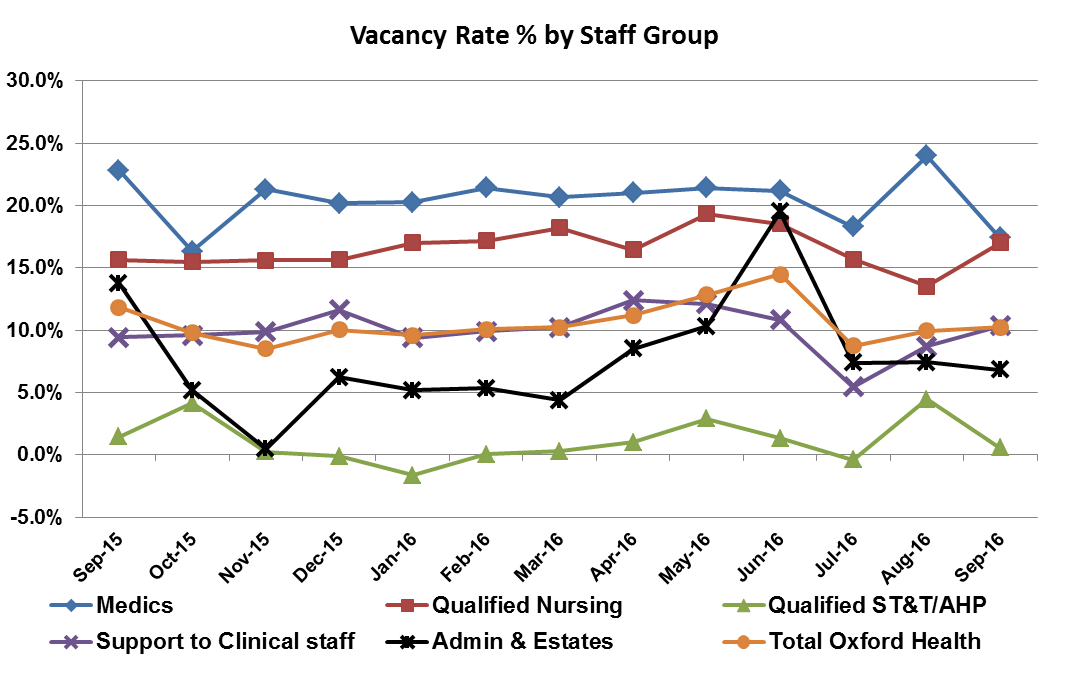 Vacancy Rate % by Staff Group
30.0%
25.0%
20.0%
15.0%
10.0%
5.0%
0.0%
-5.0%
Sep-15 Oct-15 Nov-15 Dec-15 Jan-16 Feb-16 Mar-16 Apr-16 May-16 Jun-16 Jul-16 Aug-16 Sep-16
Medics Qualified Nursing Qualified ST&T/AHP
Support to Clinical staff Admin & Estates Total Oxford Health